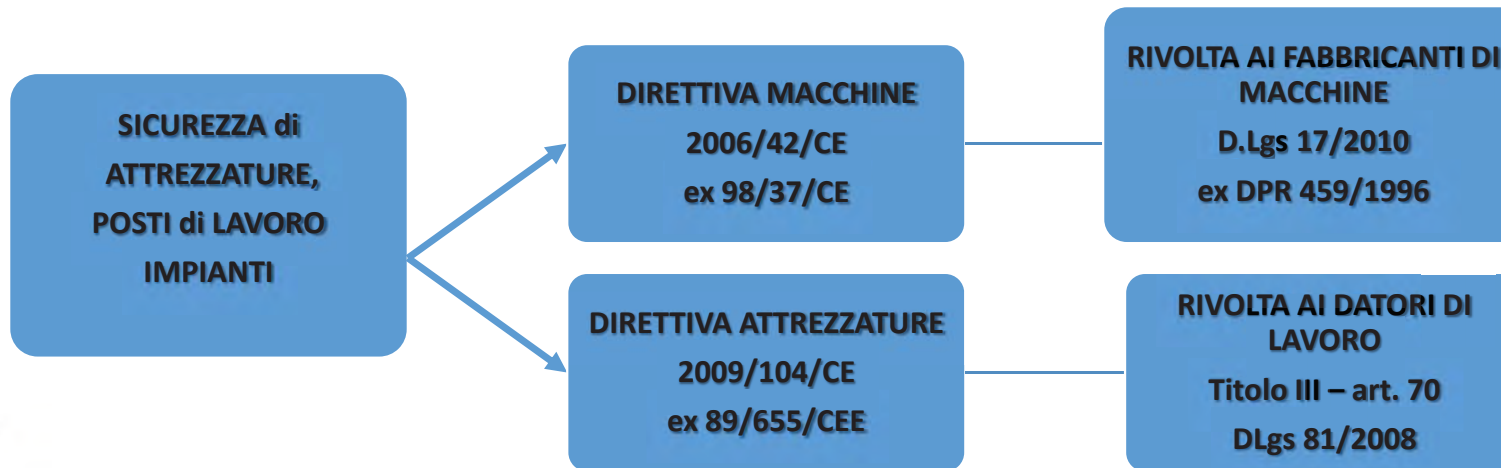 SICUREZZA di
ATTREZZATURE,
POSTI di LAVORO
IMPIANTI
DIRETTIVA MACCHINE
2006/42/CE
ex 98/37/CE
RIVOLTA AI FABBRICANTI DI
MACCHINE
D.Lgs 17/2010
ex DPR 459/1996
DIRETTIVA ATTREZZATURE
2009/104/CE
ex 89/655/CEE
RIVOLTA AI DATORI DI
LAVORO
Titolo III – art. 70
DLgs 81/2008